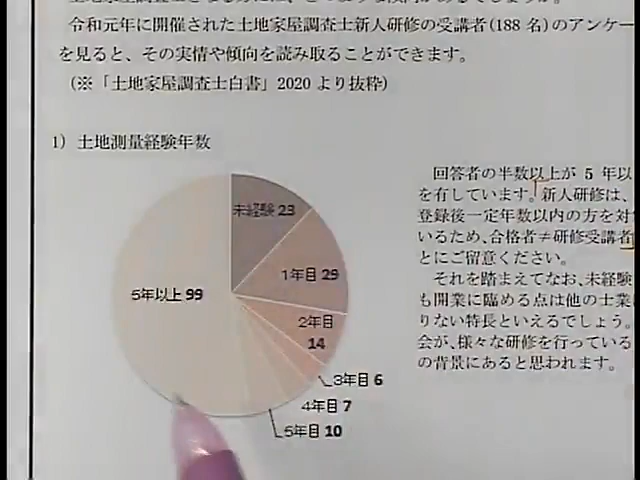 令和元年に開催された土地家屋調査士新人研修の受講者(188 名)のアンケー
を見ると、その実情や傾向を読み取ることができます。
(※「土地家屋調査士白書」2020 より抜粋)
1) 土地測量経験年数
未経験 23
1年目 29
2年目
14
3年目 6
4年目 7
5年目 10
5年以上 99
回答者の半数以上が 5 年以
を有しています。新人研修は、
登録後一定年数以内の方を対
いるため、合格者≠研修受講者
とにご留意ください。
それを踏まえてなお、未経験
も開業に臨める点は他の士業
りない特長といえるでしょう。
会が、様々な研修を行っている
の背景にあると思われます。